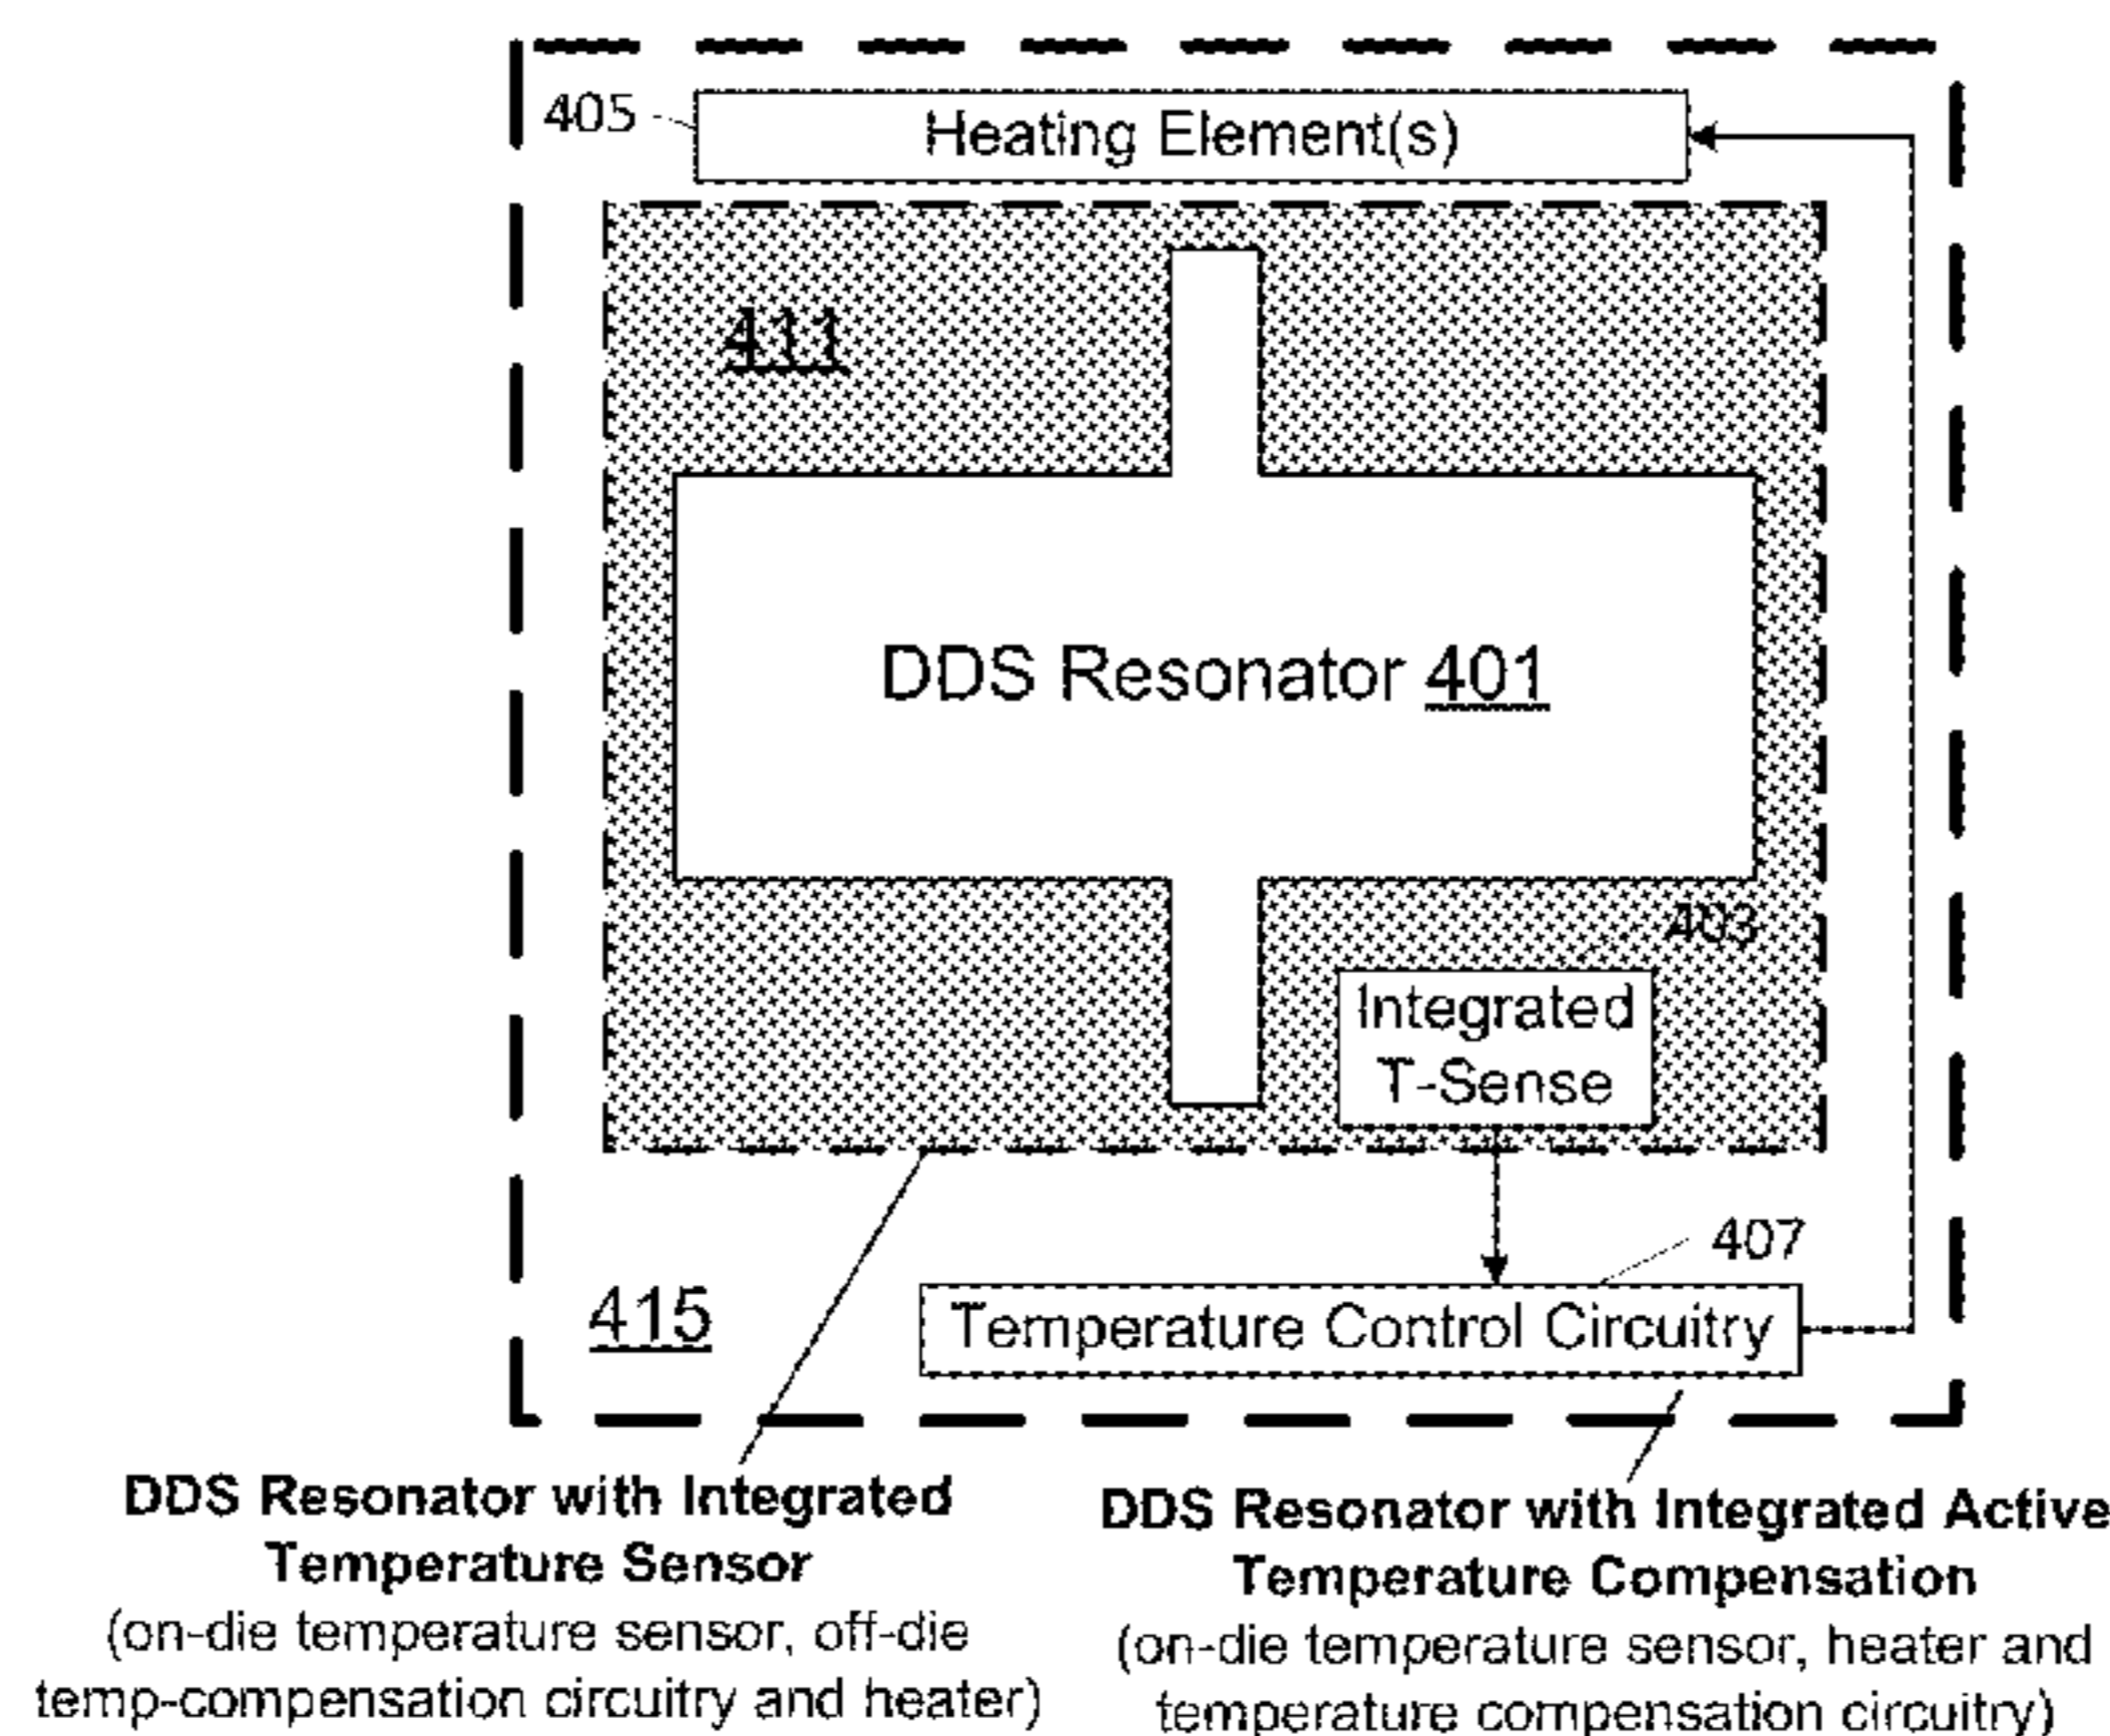 405
Heating Element(s)
411
DDS Resonator 401
403
Integrated
T-Sense
407
415
Temperature Control Circuitry
DDS Resonator with Integrated
Temperature Sensor
(on-die temperature sensor, off-die
temp-compensation circuitry and heater)
DDS Resonator with Integrated Active
Temperature Compensation
(on-die temperature sensor, heater and
temperature compensation circuitry)